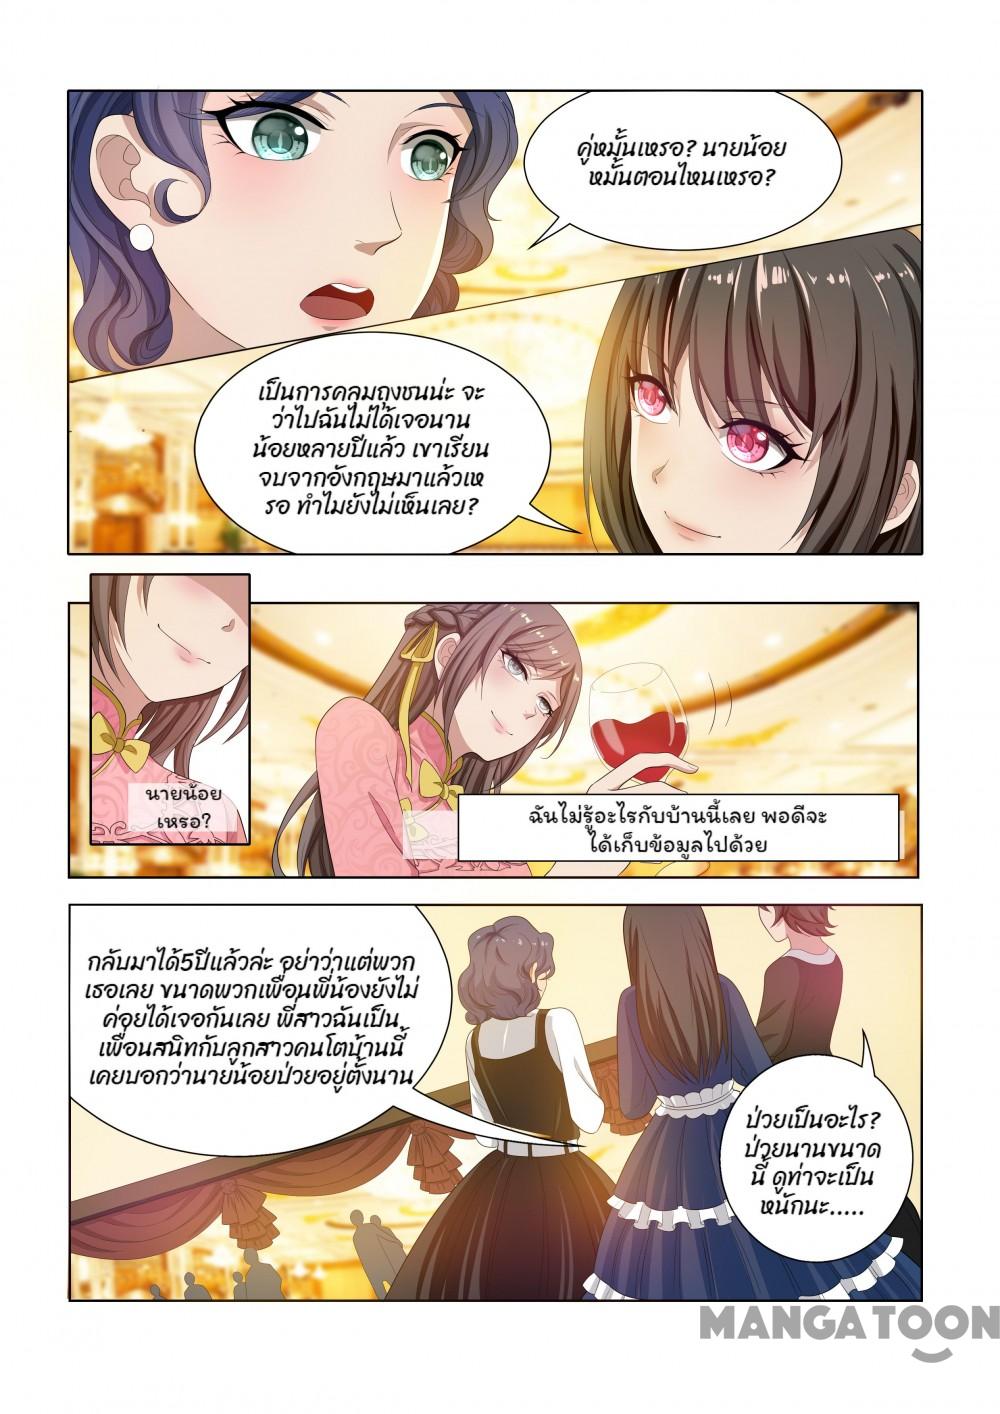 คู่หมั้นเหรอ? นายน้อย
หมั้นตอนไหนเหรอ?
เป็นการคลุมถุงชนน่ะ จะ
ว่าไปฉันไม่ได้เจอนาน
น้อยหลายปีแล้ว เขาเรียน
จบจากอังกฤษมาแล้วเห
รอ ทำไมยังไม่เห็นเลย?
นายน้อย
เหรอ?
ฉันไม่รู้อะไรกับบ้านนี้เลย พอดีจะ
ได้เก็บข้อมูลไปด้วย
กลับมาได้5ปีแล้วล่ะ อย่าว่าแต่พวก
เธอเลย ขนาดพวกเพื่อนพี่น้องยังไม่
ค่อยได้เจอกันเลย พี่สาวฉันเป็น
เพื่อนสนิทกับลูกสาวคนโตบ้านนี้
เคยบอกว่านายน้อยป่วยอยู่ตั้งนาน
ป่วยเป็นอะไร?
ป่วยนานขนาด
นี้ ดูท่าจะเป็น
หนักนะ.....
MANGATOON